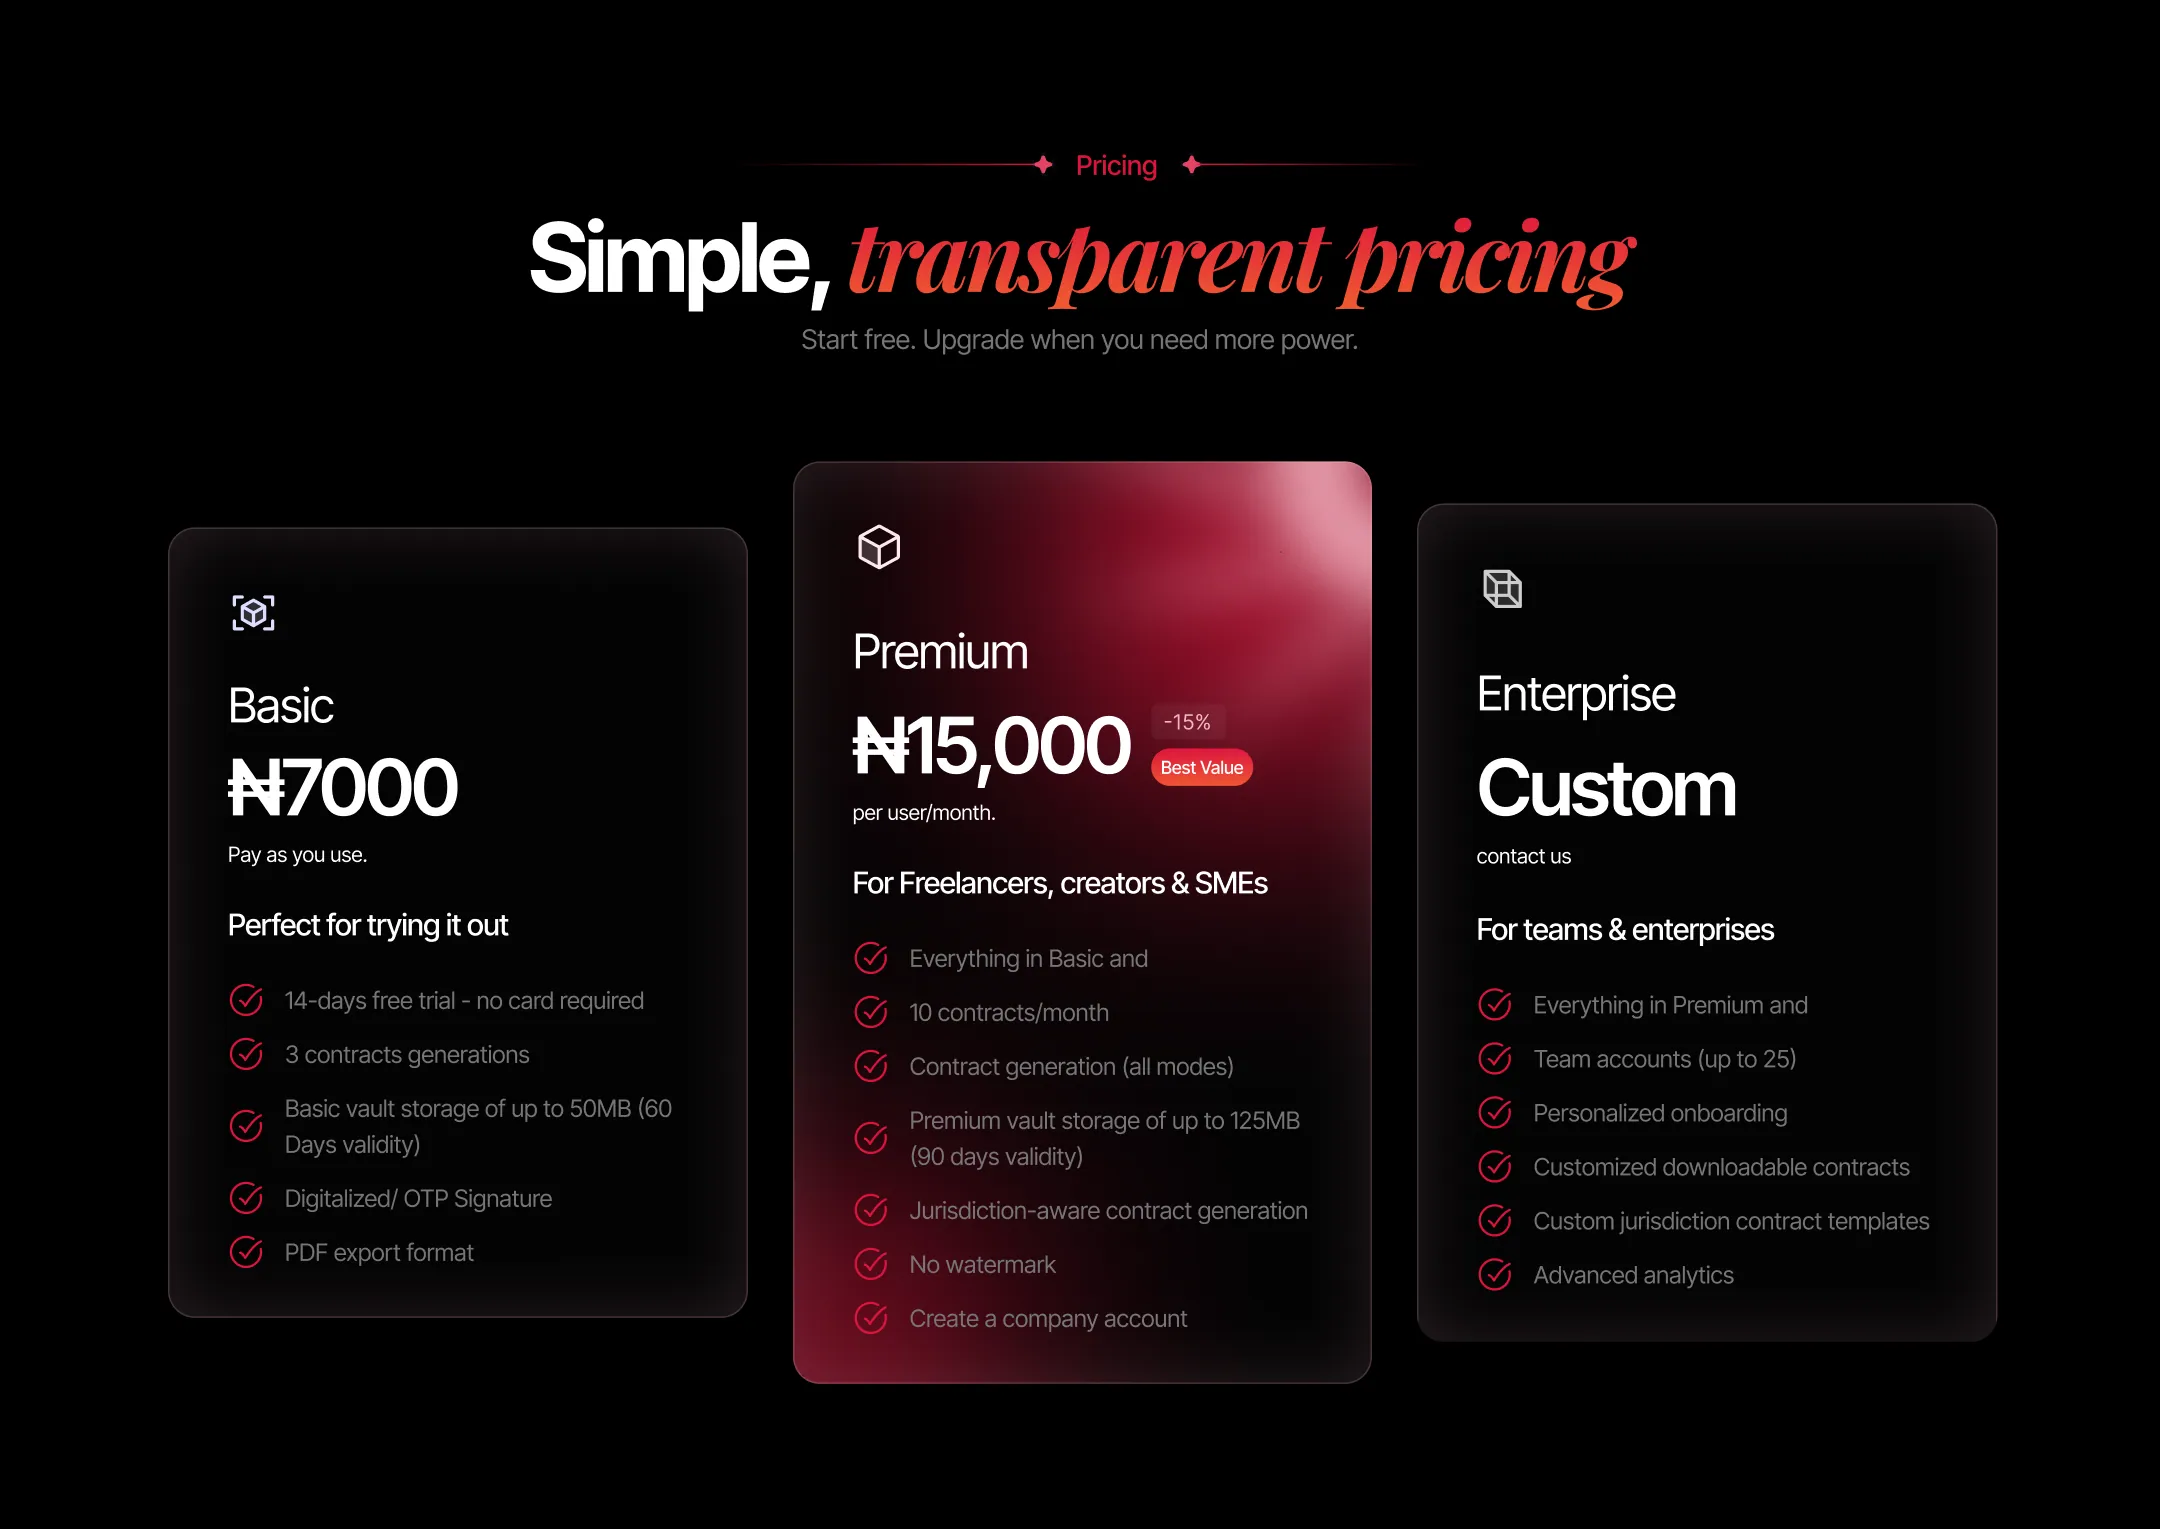 Pricing
Simple, transparent pricing
Start free. Upgrade when you need more power.
Basic
₦7000
Pay as you use.
Perfect for trying it out
14-days free trial - no card required
3 contracts generations
Basic vault storage of up to 50MB (60
Days validity)
Digitalized/ OTP Signature
PDF export format
Premium
₦15,000
-15%
Best Value
per user/month.
For Freelancers, creators & SMEs
Everything in Basic and
10 contracts/month
Contract generation (all modes)
Premium vault storage of up to 125MB
(90 days validity)
Jurisdiction-aware contract generation
No watermark
Create a company account
Enterprise
Custom
contact us
For teams & enterprises
Everything in Premium and
Team accounts (up to 25)
Personalized onboarding
Customized downloadable contracts
Custom jurisdiction contract templates
Advanced analytics